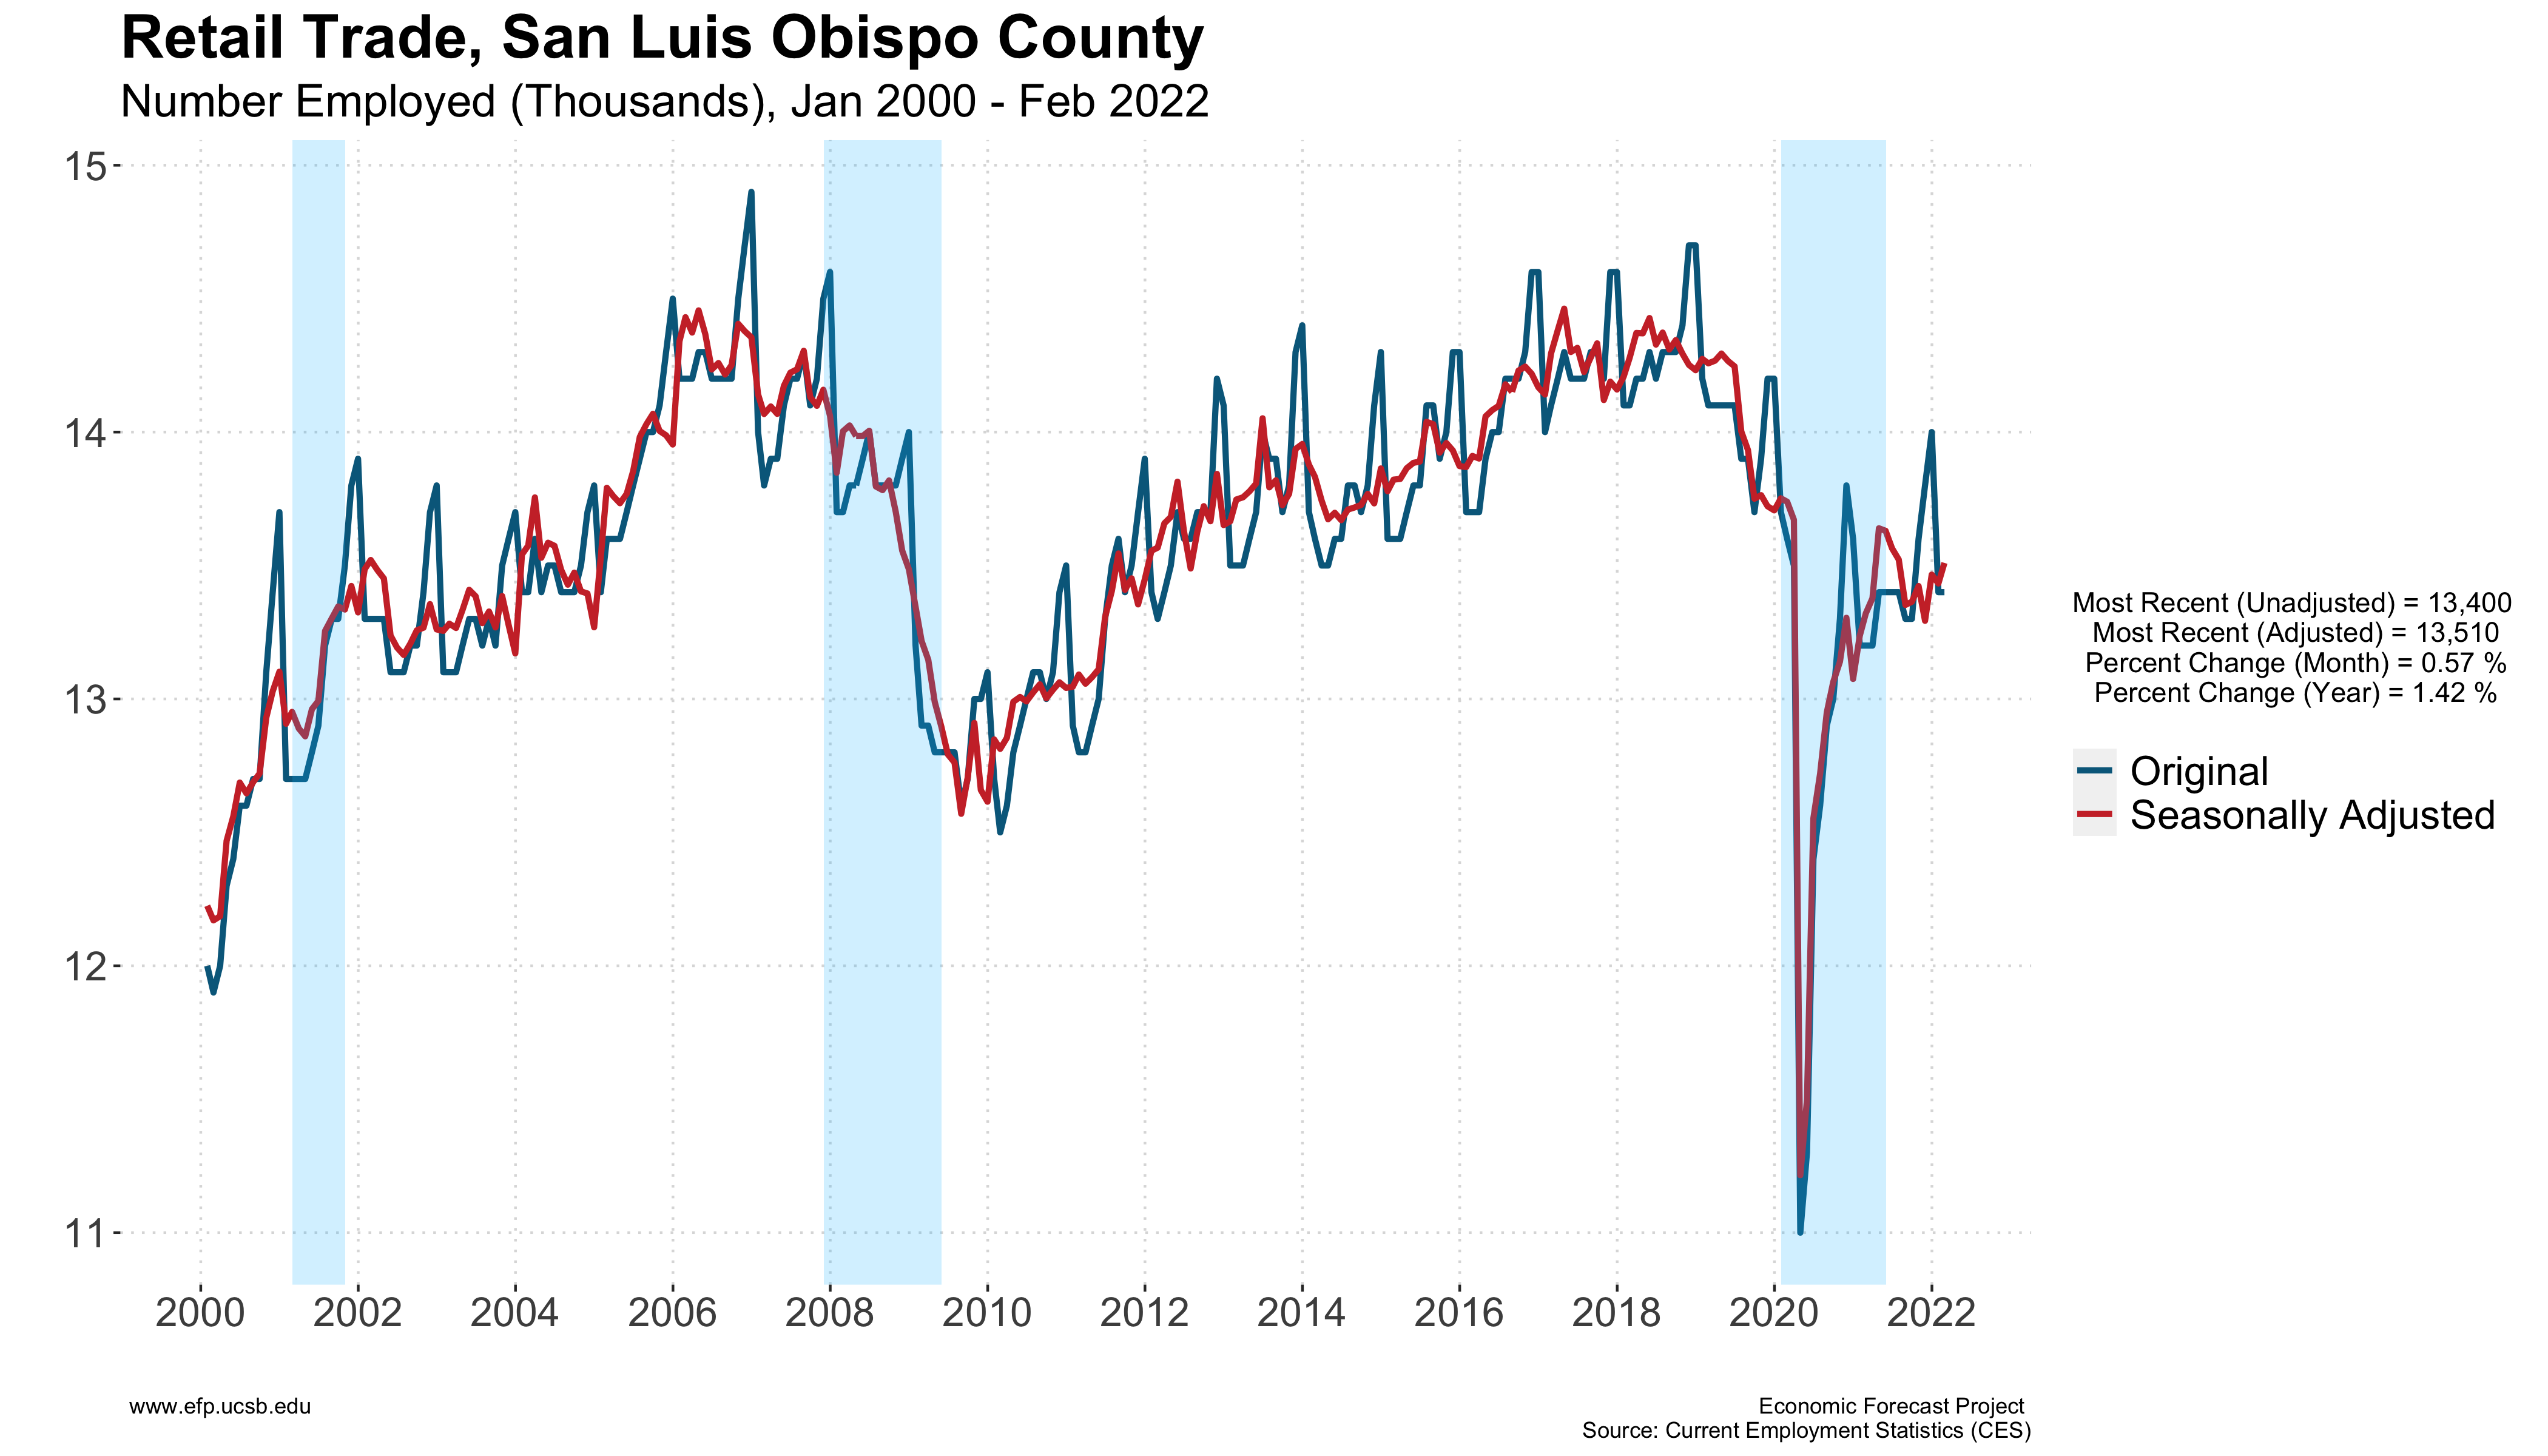 Retail Trade, San Luis Obispo County
Number Employed (Thousands), Jan 2000 - Feb 2022
15
14
13
12
11
2000 2002 2004 2006 2008 2010 2012 2014 2016 2018 2020 2022
Most Recent (Unadjusted) = 13,400
Most Recent (Adjusted) = 13,510
Percent Change (Month) = 0.57 %
Percent Change (Year) = 1.42 %
Original
Seasonally Adjusted
www.efp.ucsb.edu
Economic Forecast Project
Source: Current Employment Statistics (CES)